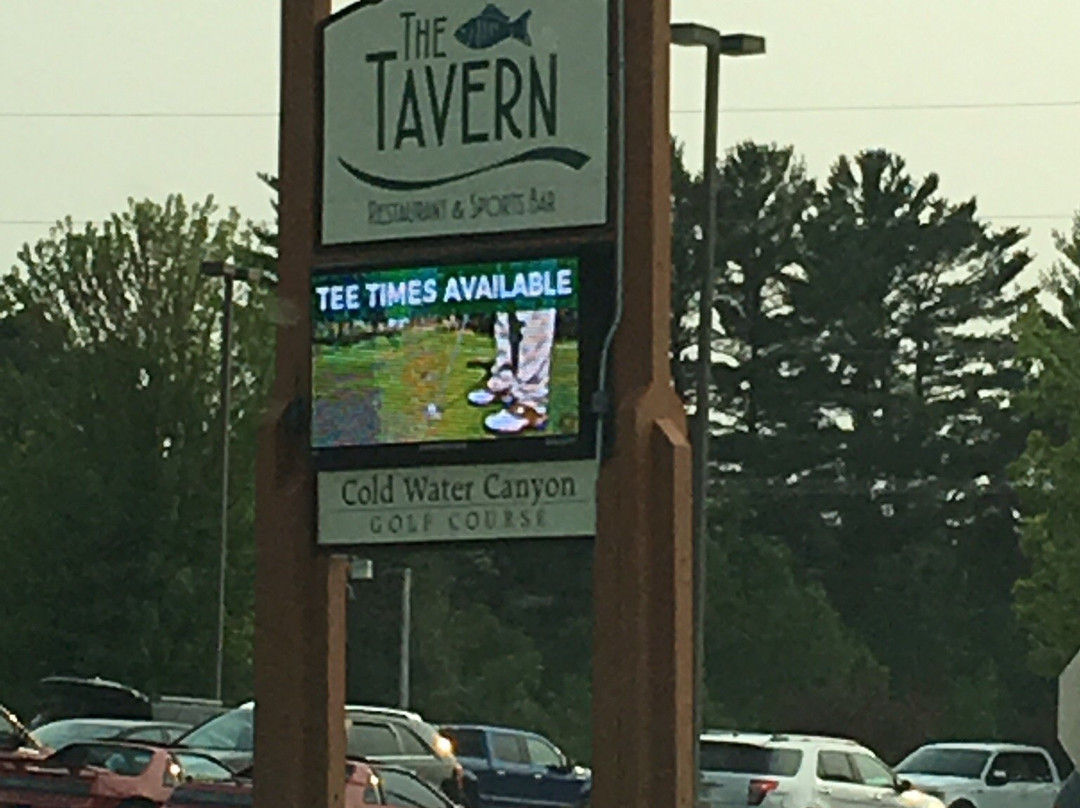 THE
TAVERN
RESTAURANT & SPORTS BAR
TEE TIMES AVAILABLE
Cold Water Canyon
GOLF COURSE